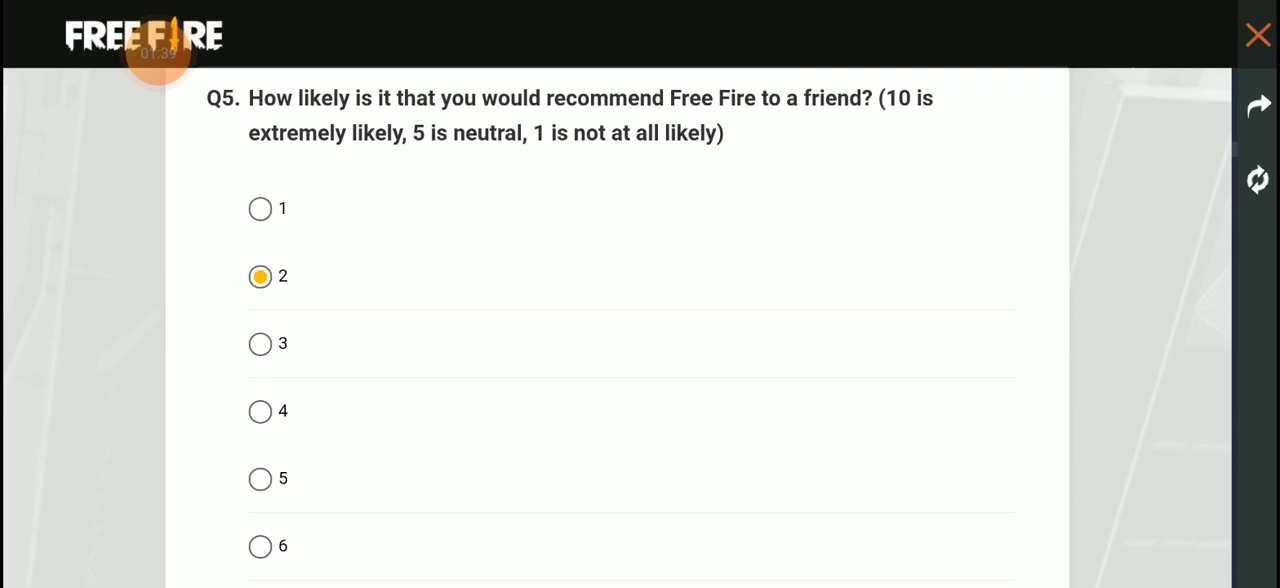 FREE FIRE
01:39
Q5. How likely is it that you would recommend Free Fire to a friend? (10 is
extremely likely, 5 is neutral, 1 is not at all likely)
1
2
3
4
5
6